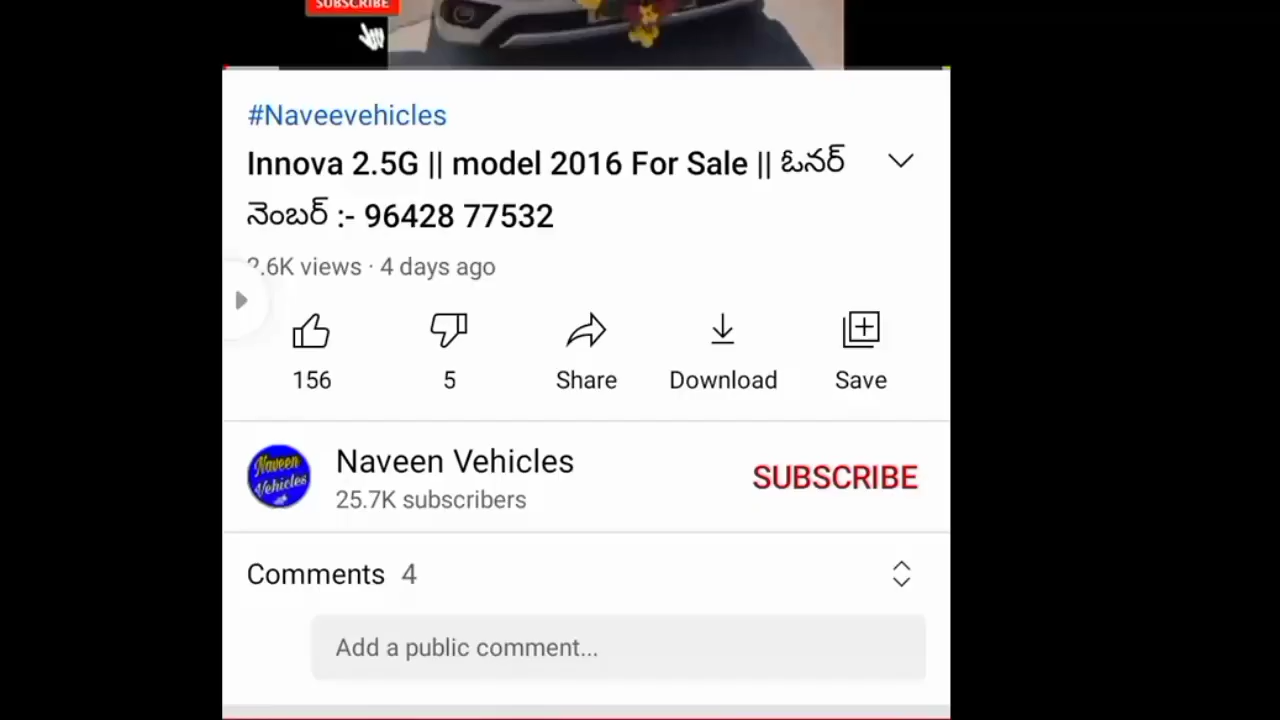 SUBSCRIBE
#Naveevehicles
Innova 2.5G || model 2016 For Sale || ఓనర్
నెంబర్ :- 96428 77532
2.6K views · 4 days ago
156
5
Share
Download
Save
Naveen Vehicles
Naveen Vehicles
25.7K subscribers
SUBSCRIBE
Comments 4
Add a public comment...